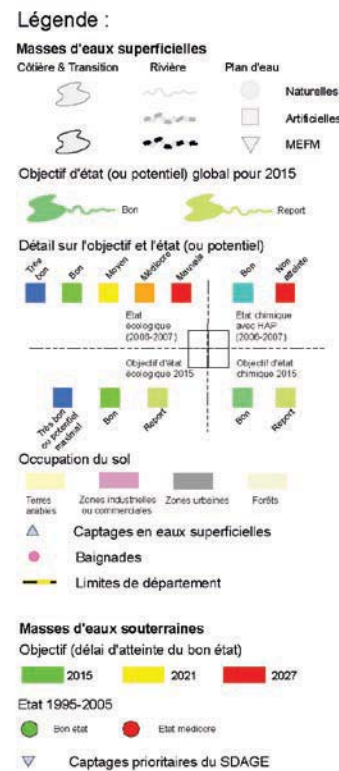 Légende :
Masses d'eaux superficielles
Côtière & Transition Rivière Plan d'eau
Naturelles
Artificielles
MEFM
Objectif d'état (ou potentiel) global pour 2015
Bon Report
Détail sur l'objectif et l'état (ou potentiel)
Très bon Bon Moyen Médiocre Mauvais Bon Non atteinte
Etat écologique (2006-2007) Etat chimique avec HAP (2006-2007)
Objectif d'état écologique 2015 Objectif d'état chimique 2015
Très bon ou potentiel maximal Bon Report Bon Report
Occupation du sol
Terres arables Zones industrielles ou commerciales Zones urbaines Forêts
Captages en eaux superficielles
Baignades
Limites de département
Masses d'eaux souterraines
Objectif (délai d'atteinte du bon état)
2015 2021 2027
Etat 1995-2005
Bon état Etat médiocre
Captages prioritaires du SDAGE